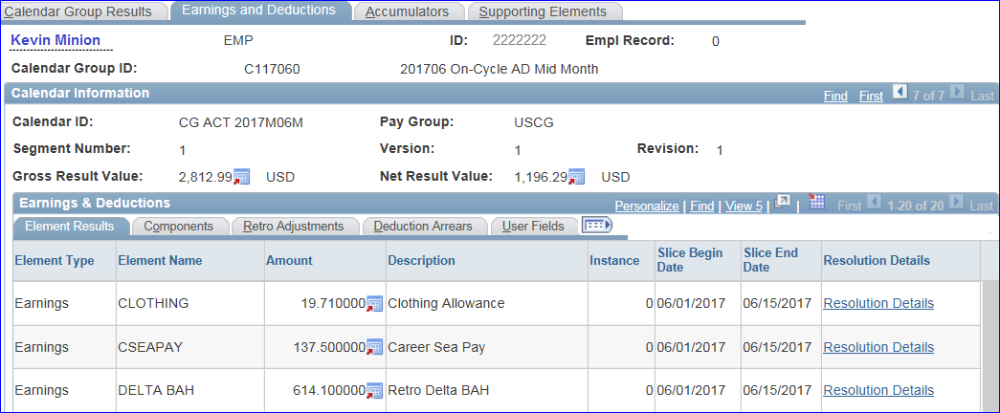 Calendar Group Results Earnings and Deductions Accumulators Supporting Elements
Kevin Minion EMP ID: 2222222 Empl Record: 0
Calendar Group ID: C117060 201706 On-Cycle AD Mid Month
Calendar Information Find First 7 of 7 Last
Calendar ID: CG ACT 2017M06M Pay Group: USCG
Segment Number: 1 Version: 1 Revision: 1
Gross Result Value: 2,812.99 USD Net Result Value: 1,196.29 USD
Earnings & Deductions Personalize | Find | View 5 | | First 1-20 of 20 Last
Element Results Components Retro Adjustments Deduction Arrears User Fields
Element Type Element Name Amount Description Instance Slice Begin Date Slice End Date Resolution Details
Earnings CLOTHING 19.710000 Clothing Allowance 0 06/01/2017 06/15/2017 Resolution Details
Earnings CSEAPAY 137.500000 Career Sea Pay 0 06/01/2017 06/15/2017 Resolution Details
Earnings DELTA BAH 614.100000 Retro Delta BAH 0 06/01/2017 06/15/2017 Resolution Details